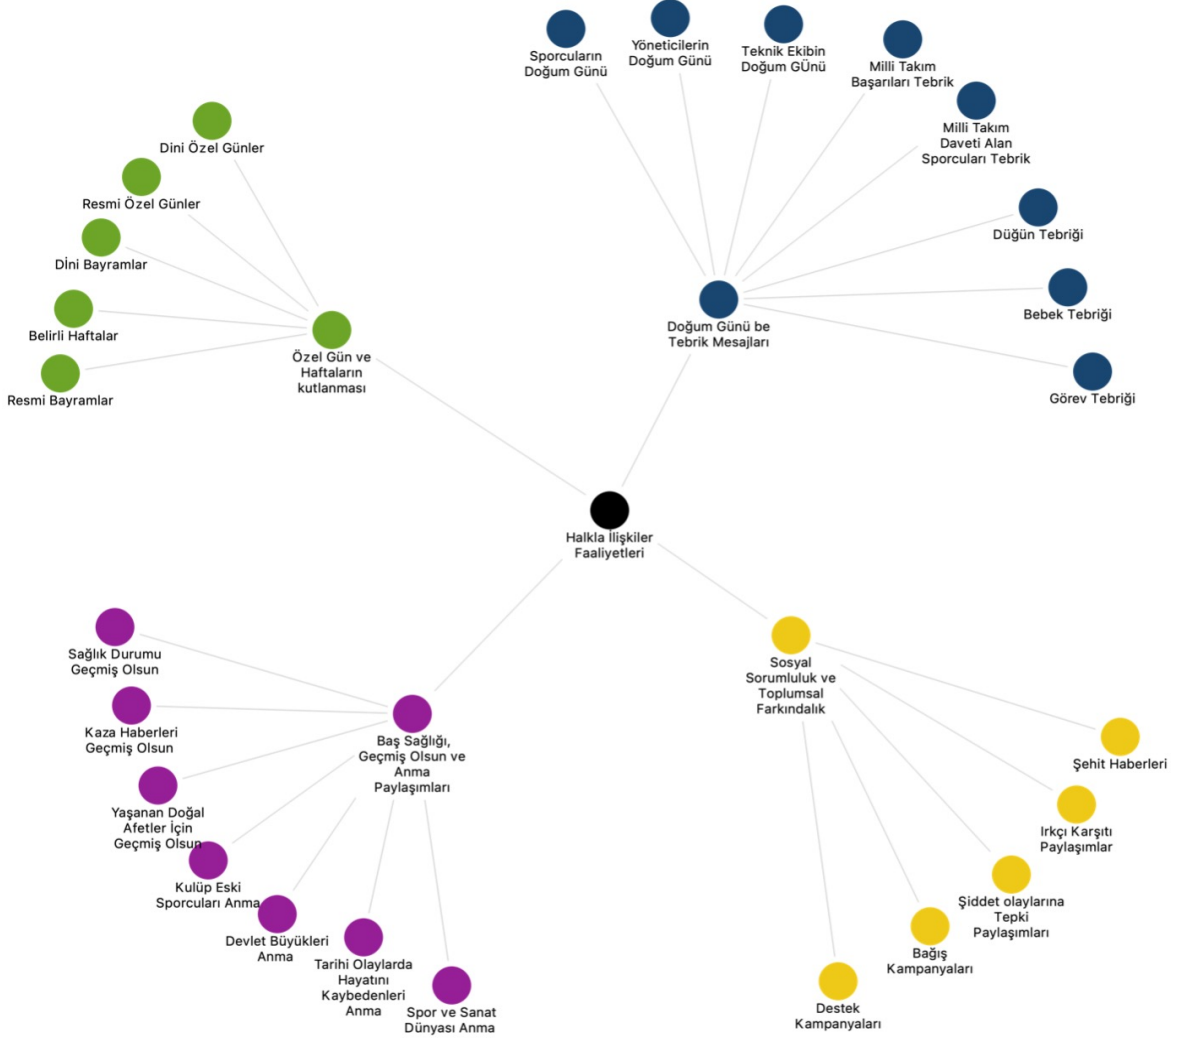 Sporcuların
Doğum Günü
Yöneticilerin
Doğum Günü
Teknik Ekibin
Doğum GÜnü
Milli Takım
Başarıları Tebrik
Milli Takım
Daveti Alan
Sporcuları Tebrik
Düğün Tebriği
Bebek Tebriği
Görev Tebriği
Doğum Günü be
Tebrik Mesajları
Dini Özel Günler
Resmi Özel Günler
Dİni Bayramlar
Belirli Haftalar
Resmi Bayramlar
Özel Gün ve
Haftaların
kutlanması
Halkla İlişkiler
Faaliyetleri
Sağlık Durumu
Geçmiş Olsun
Kaza Haberleri
Geçmiş Olsun
Yaşanan Doğal
Afetler İçin
Geçmiş Olsun
Kulüp Eski
Sporcuları Anma
Devlet Büyükleri
Anma
Tarihi Olaylarda
Hayatını
Kaybedenleri
Anma
Spor ve Sanat
Dünyası Anma
Baş Sağlığı,
Geçmiş Olsun ve
Anma
Paylaşımları
Sosyal
Sorumluluk ve
Toplumsal
Farkındalık
Şehit Haberleri
Irkçı Karşıtı
Paylaşımlar
Şiddet olaylarına
Tepki
Paylaşımları
Bağış
Kampanyaları
Destek
Kampanyaları